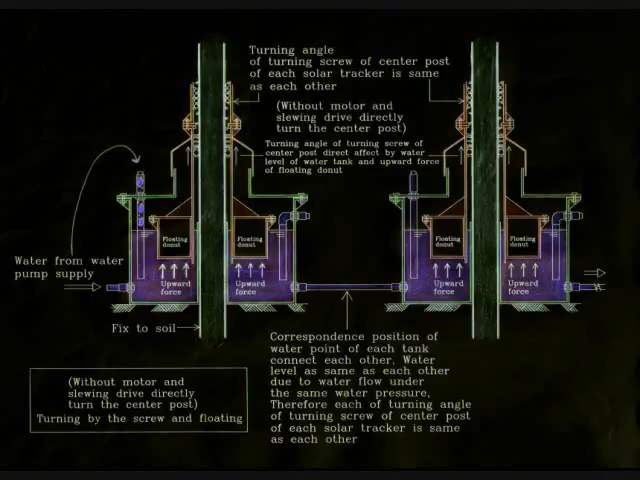 Turning angle
of turning screw of center post
of each solar tracker is same
as each other
(Without motor and
slewing drive directly
turn the center post)
Turning angle of turning screw of
center post direct affect by water
level of water tank and upward force
of floating donut
Floating
donut
Floating
donut
Floating
donut
Floating
donut
Water from water
pump supply
Upward
force
Upward
force
Upward
force
Upward
force
Fix to soil
Correspondence position of
water point of each tank
connect each other, Water
level as same as each other
due to water flow under
the same water pressure,
Therefore each of turning angle
of turning screw of center post
of each solar tracker is same
as each other
(Without motor and
slewing drive directly
turn the center post)
Turning by the screw and floating